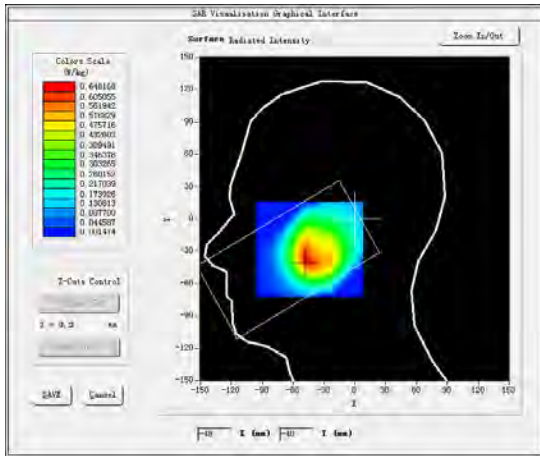 SAR Visualisation Graphical Interface
Surface Radiated Intensity
Zoom In/Out
Colors Scale
(W/kg)
0.648168
0.605055
0.561942
0.518829
0.475716
0.432603
0.389491
0.346378
0.303265
0.260152
0.217039
0.173926
0.130813
0.087700
0.044587
0.001474
150
120
90
60
30
0
-30
-60
-90
-120
-150
Y
-150 -120 -90 -60 -30 0 30 60 90 120 150
X
Z-Cuts Control
SAVE
Cancel
-48 X (mm) -40 Y (mm)